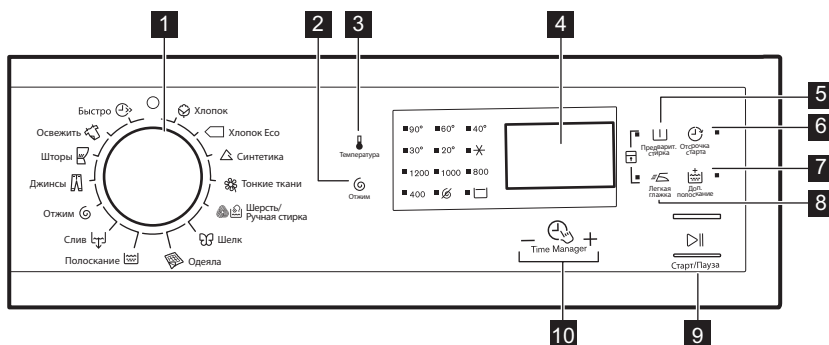 1
2
3
4
5
6
7
8
9
10
Быстро
Освежить
Шторы
Джинсы
Отжим
Слив
Полоскание
Хлопок
Хлопок Eco
Синтетика
Тонкие ткани
Шерсть/
Ручная стирка
Шелк
Одеяла
Температура
Отжим
90° 60° 40°
30° 20°
1200 1000 800
400
Предварит.
стирка
Отсрочка
старта
Легкая
глажка
Доп.
полоскание
Time Manager
Старт/Пауза